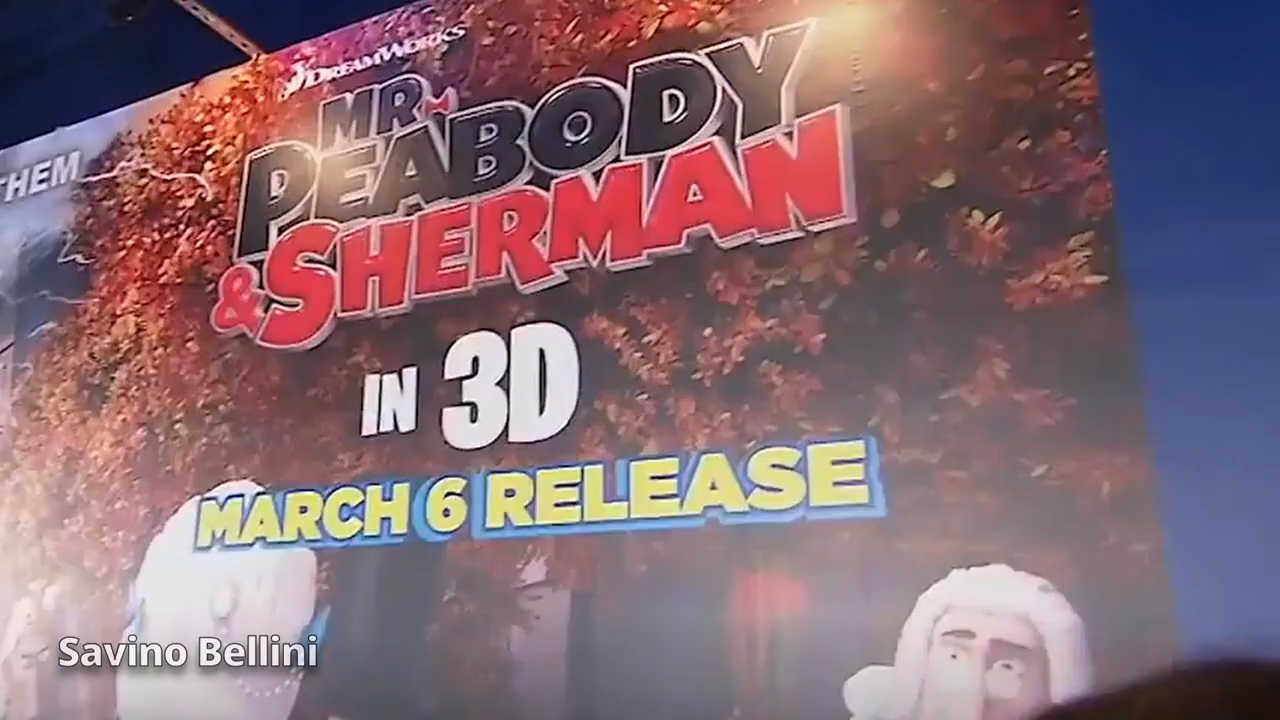 DREAMWORKS
MR.
PEABODY
&SHERMAN
THEM
IN 3D
MARCH 6 RELEASE
Savino Bellini